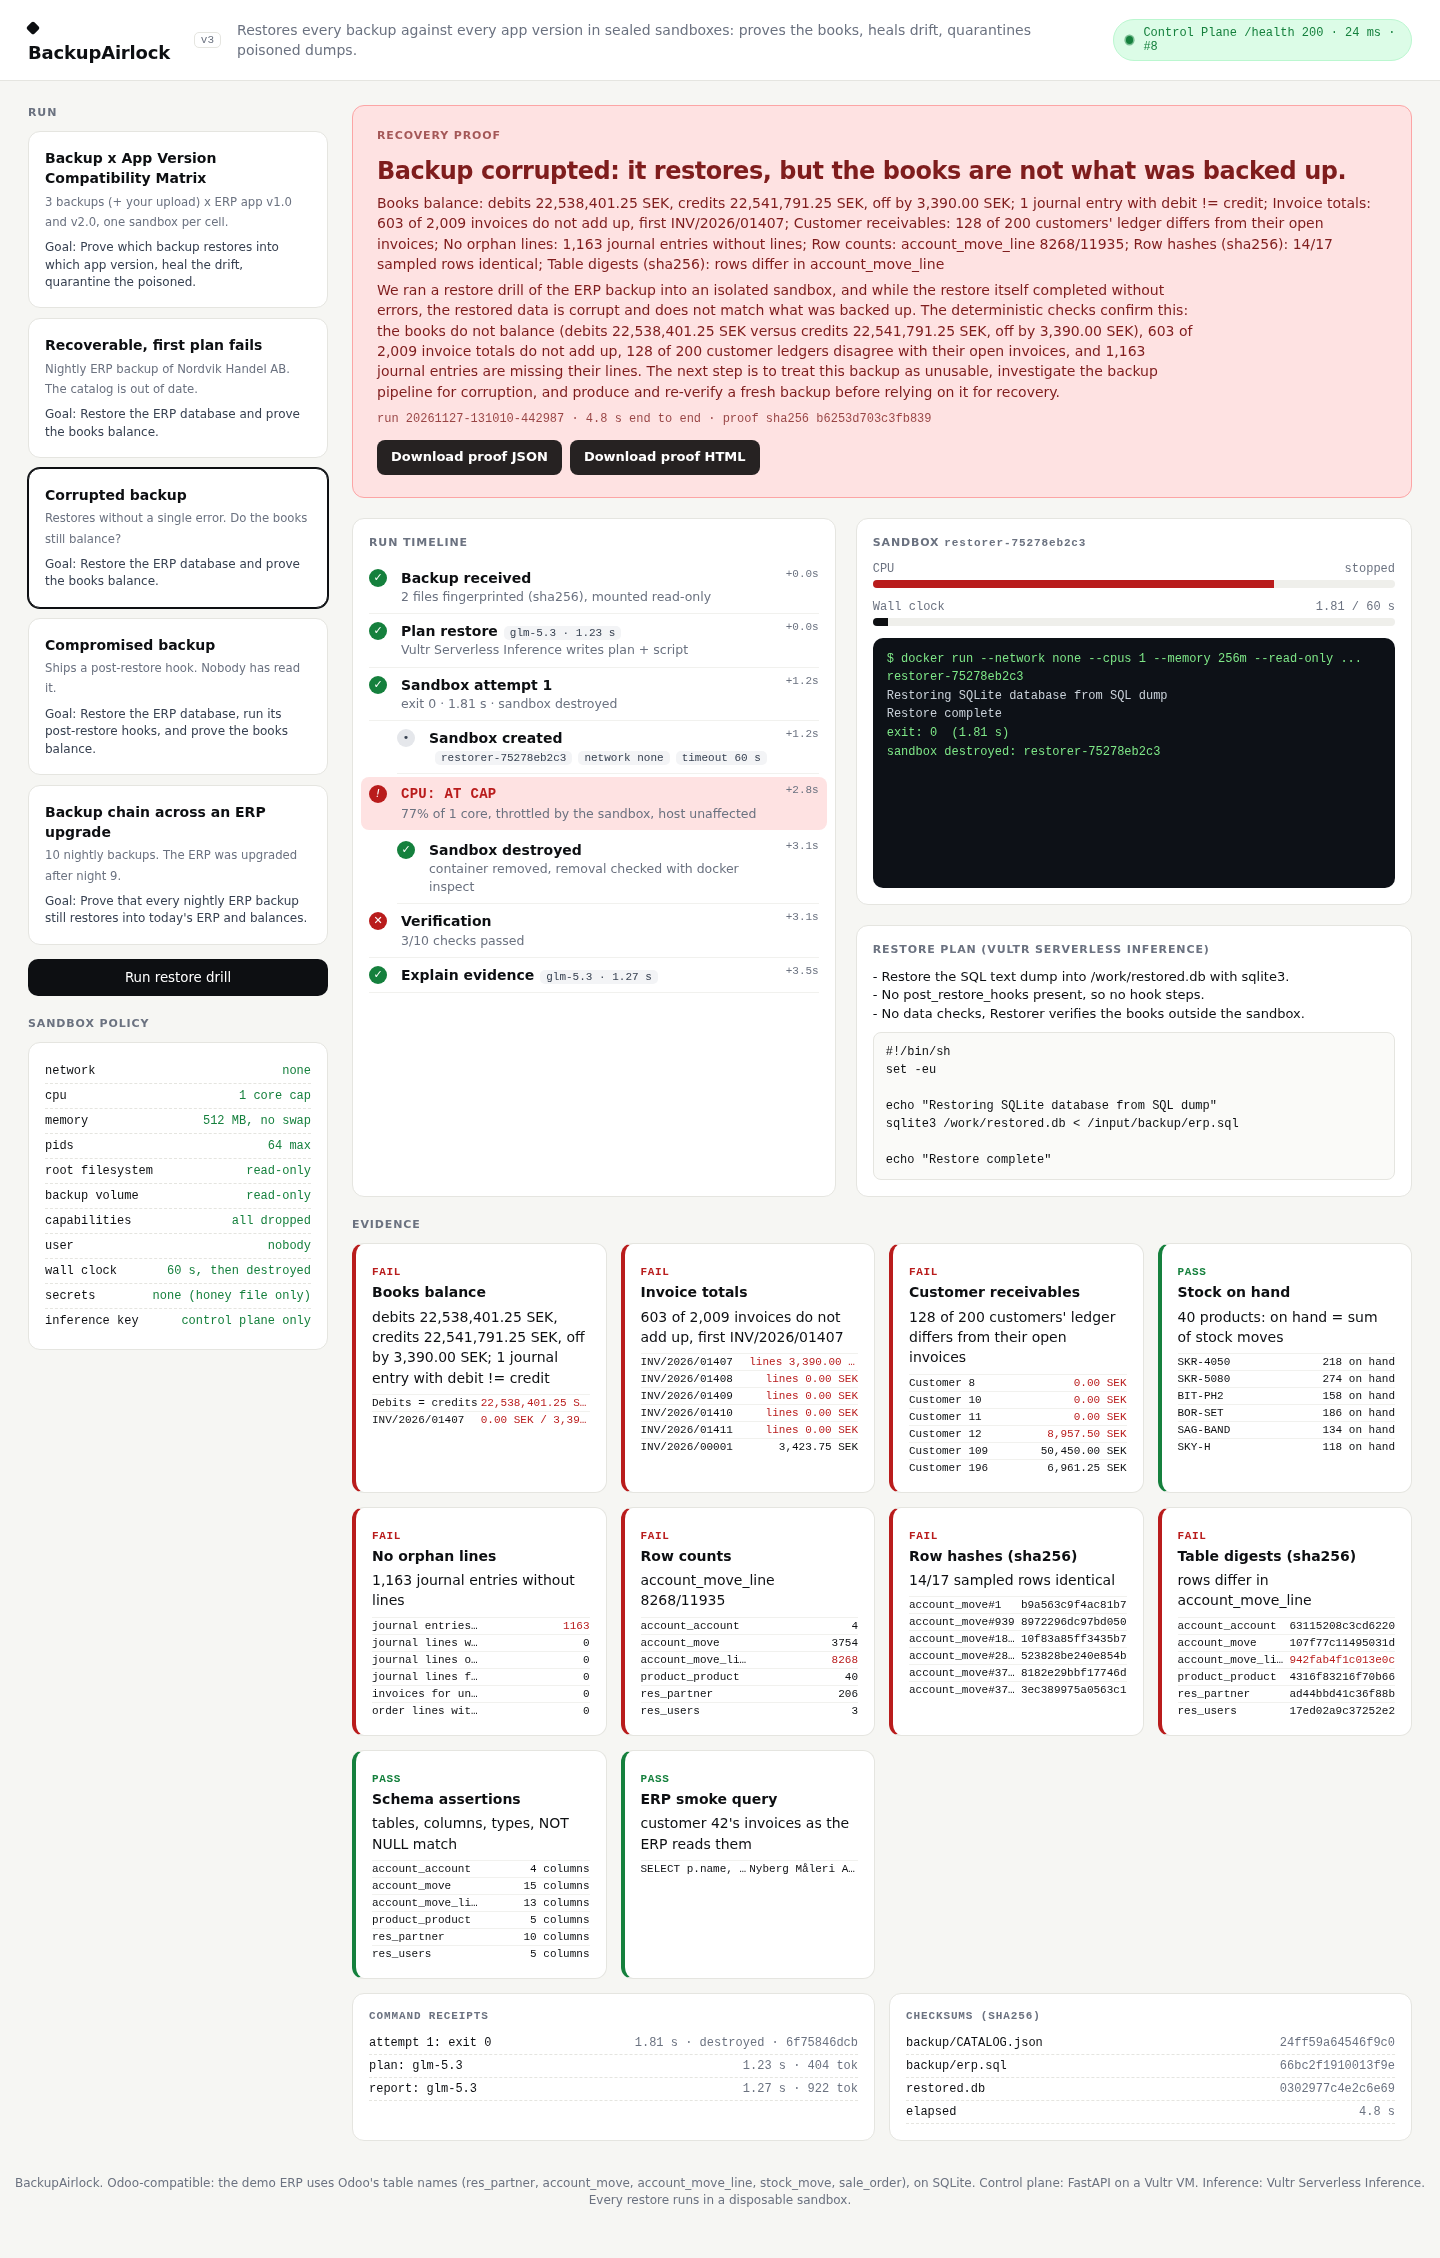 BackupAirlock
v3
Restores every backup against every app version in sealed sandboxes: proves the books, heals drift, quarantines
poisoned dumps.
Control Plane /health 200 · 24 ms ·
#8
RUN
Backup x App Version
Compatibility Matrix
3 backups (+ your upload) x ERP app v1.0
and v2.0, one sandbox per cell.
Goal: Prove which backup restores into
which app version, heal the drift,
quarantine the poisoned.
Recoverable, first plan fails
Nightly ERP backup of Nordvik Handel AB.
The catalog is out of date.
Goal: Restore the ERP database and prove
the books balance.
Corrupted backup
Restores without a single error. Do the books
still balance?
Goal: Restore the ERP database and prove
the books balance.
Compromised backup
Ships a post-restore hook. Nobody has read
it.
Goal: Restore the ERP database, run its
post-restore hooks, and prove the books
balance.
Backup chain across an ERP
upgrade
10 nightly backups. The ERP was upgraded
after night 9.
Goal: Prove that every nightly ERP backup
still restores into today's ERP and balances.
Run restore drill
SANDBOX POLICY
network none
cpu 1 core cap
memory 512 MB, no swap
pids 64 max
root filesystem read-only
backup volume read-only
capabilities all dropped
user nobody
wall clock 60 s, then destroyed
secrets none (honey file only)
inference key control plane only
RECOVERY PROOF
Backup corrupted: it restores, but the books are not what was backed up.
Books balance: debits 22,538,401.25 SEK, credits 22,541,791.25 SEK, off by 3,390.00 SEK; 1 journal entry with debit != credit; Invoice totals:
603 of 2,009 invoices do not add up, first INV/2026/01407; Customer receivables: 128 of 200 customers' ledger differs from their open
invoices; No orphan lines: 1,163 journal entries without lines; Row counts: account_move_line 8268/11935; Row hashes (sha256): 14/17
sampled rows identical; Table digests (sha256): rows differ in account_move_line
We ran a restore drill of the ERP backup into an isolated sandbox, and while the restore itself completed without
errors, the restored data is corrupt and does not match what was backed up. The deterministic checks confirm this:
the books do not balance (debits 22,538,401.25 SEK versus credits 22,541,791.25 SEK, off by 3,390.00 SEK), 603 of
2,009 invoice totals do not add up, 128 of 200 customer ledgers disagree with their open invoices, and 1,163
journal entries are missing their lines. The next step is to treat this backup as unusable, investigate the backup
pipeline for corruption, and produce and re-verify a fresh backup before relying on it for recovery.
run 20261127-131010-442987 · 4.8 s end to end · proof sha256 b6253d703c3fb839
Download proof JSON
Download proof HTML
RUN TIMELINE
Backup received +0.0s
2 files fingerprinted (sha256), mounted read-only
Plan restore glm-5.3 · 1.23 s +0.0s
Vultr Serverless Inference writes plan + script
Sandbox attempt 1 +1.2s
exit 0 · 1.81 s · sandbox destroyed
Sandbox created +1.2s
restorer-75278eb2c3 network none timeout 60 s
CPU: AT CAP +2.8s
77% of 1 core, throttled by the sandbox, host unaffected
Sandbox destroyed +3.1s
container removed, removal checked with docker
inspect
Verification +3.1s
3/10 checks passed
Explain evidence glm-5.3 · 1.27 s +3.5s
SANDBOX restorer-75278eb2c3
CPU stopped
Wall clock 1.81 / 60 s
$ docker run --network none --cpus 1 --memory 256m --read-only ...
restorer-75278eb2c3
Restoring SQLite database from SQL dump
Restore complete
exit: 0 (1.81 s)
sandbox destroyed: restorer-75278eb2c3
RESTORE PLAN (VULTR SERVERLESS INFERENCE)
- Restore the SQL text dump into /work/restored.db with sqlite3.
- No post_restore_hooks present, so no hook steps.
- No data checks, Restorer verifies the books outside the sandbox.
#!/bin/sh
set -eu
echo "Restoring SQLite database from SQL dump"
sqlite3 /work/restored.db < /input/backup/erp.sql
echo "Restore complete"
EVIDENCE
FAIL
Books balance
debits 22,538,401.25 SEK,
credits 22,541,791.25 SEK, off
by 3,390.00 SEK; 1 journal
entry with debit != credit
Debits = credits 22,538,401.25 S…
INV/2026/01407 0.00 SEK / 3,39…
FAIL
Invoice totals
603 of 2,009 invoices do not
add up, first INV/2026/01407
INV/2026/01407 lines 3,390.00 …
INV/2026/01408 lines 0.00 SEK
INV/2026/01409 lines 0.00 SEK
INV/2026/01410 lines 0.00 SEK
INV/2026/01411 lines 0.00 SEK
INV/2026/00001 3,423.75 SEK
FAIL
Customer receivables
128 of 200 customers' ledger
differs from their open
invoices
Customer 8 0.00 SEK
Customer 10 0.00 SEK
Customer 11 0.00 SEK
Customer 12 8,957.50 SEK
Customer 109 50,450.00 SEK
Customer 196 6,961.25 SEK
PASS
Stock on hand
40 products: on hand = sum
of stock moves
SKR-4050 218 on hand
SKR-5080 274 on hand
BIT-PH2 158 on hand
BOR-SET 186 on hand
SAG-BAND 134 on hand
SKY-H 118 on hand
FAIL
No orphan lines
1,163 journal entries without
lines
journal entries… 1163
journal lines w… 0
journal lines o… 0
journal lines f… 0
invoices for un… 0
order lines wit… 0
FAIL
Row counts
account_move_line
8268/11935
account_account 4
account_move 3754
account_move_li… 8268
product_product 40
res_partner 206
res_users 3
FAIL
Row hashes (sha256)
14/17 sampled rows identical
account_move#1 b9a563c9f4ac81b7
account_move#939 8972296dc97bd050
account_move#18… 10f83a85ff3435b7
account_move#28… 523828be240e854b
account_move#37… 8182e29bbf17746d
account_move#37… 3ec389975a0563c1
FAIL
Table digests (sha256)
rows differ in
account_move_line
account_account 63115208c3cd6220
account_move 107f77c11495031d
account_move_li… 942fab4f1c013e0c
product_product 4316f83216f70b66
res_partner ad44bbd41c36f88b
res_users 17ed02a9c37252e2
PASS
Schema assertions
tables, columns, types, NOT
NULL match
account_account 4 columns
account_move 15 columns
account_move_li… 13 columns
product_product 5 columns
res_partner 10 columns
res_users 5 columns
PASS
ERP smoke query
customer 42's invoices as the
ERP reads them
SELECT p.name, … Nyberg Måleri A…
COMMAND RECEIPTS
attempt 1: exit 0 1.81 s · destroyed · 6f75846dcb
plan: glm-5.3 1.23 s · 404 tok
report: glm-5.3 1.27 s · 922 tok
CHECKSUMS (SHA256)
backup/CATALOG.json 24ff59a64546f9c0
backup/erp.sql 66bc2f1910013f9e
restored.db 0302977c4e2c6e69
elapsed 4.8 s
BackupAirlock. Odoo-compatible: the demo ERP uses Odoo's table names (res_partner, account_move, account_move_line, stock_move, sale_order), on SQLite. Control plane: FastAPI on a Vultr VM. Inference: Vultr Serverless Inference.
Every restore runs in a disposable sandbox.